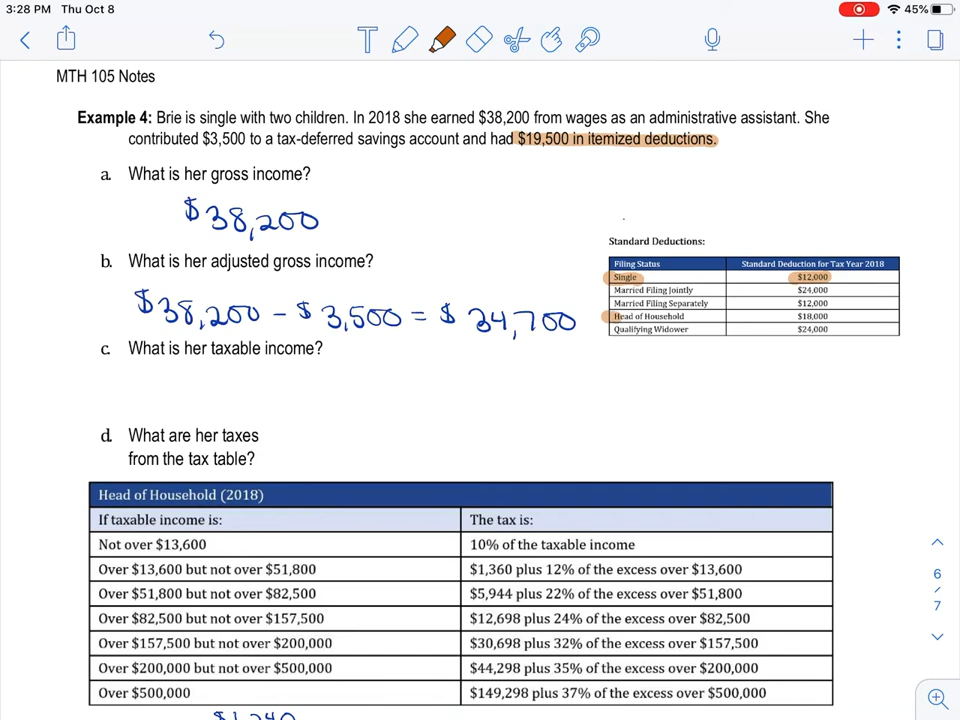 3:28 PM Thu Oct 8
45%
T
MTH 105 Notes
Example 4: Brie is single with two children. In 2018 she earned $38,200 from wages as an administrative assistant. She
contributed $3,500 to a tax-deferred savings account and had $19,500 in itemized deductions.
a. What is her gross income?
$38,200
Standard Deductions:
b. What is her adjusted gross income?
Filing Status Standard Deduction for Tax Year 2018
Single $12,000
Married Filing Jointly $24,000
Married Filing Separately $12,000
Head of Household $18,000
Qualifying Widower $24,000
$38,200 - $3,500 = $34,700
c. What is her taxable income?
d. What are her taxes
from the tax table?
Head of Household (2018)
If taxable income is: The tax is:
Not over $13,600 10% of the taxable income
Over $13,600 but not over $51,800 $1,360 plus 12% of the excess over $13,600
Over $51,800 but not over $82,500 $5,944 plus 22% of the excess over $51,800
Over $82,500 but not over $157,500 $12,698 plus 24% of the excess over $82,500
Over $157,500 but not over $200,000 $30,698 plus 32% of the excess over $157,500
Over $200,000 but not over $500,000 $44,298 plus 35% of the excess over $200,000
Over $500,000 $149,298 plus 37% of the excess over $500,000
6
/
7